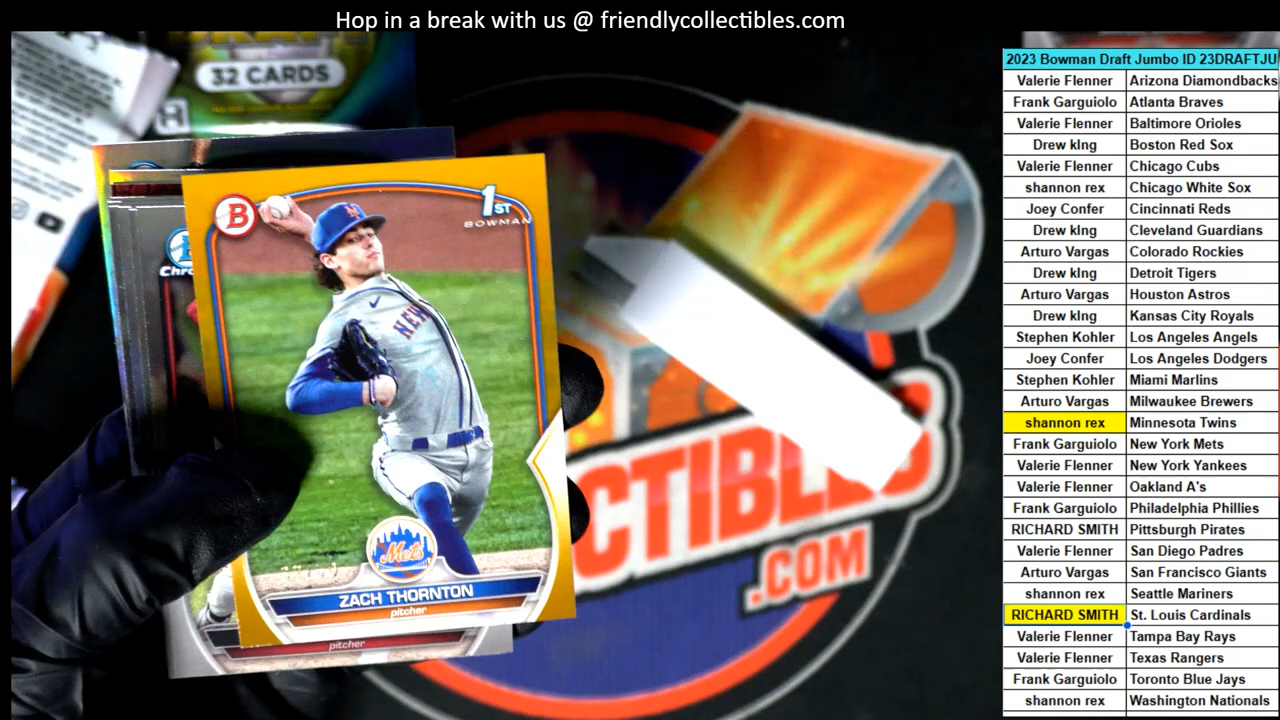 Hop in a break with us @ friendlycollectibles.com
32 CARDS
B
1ST
BOWMAN
NEW
Mets
ZACH THORNTON
pitcher
pitcher
CTIBLES
.COM
2023 Bowman Draft Jumbo ID 23DRAFTJU
Valerie Flenner Arizona Diamondbacks
Frank Garguiolo Atlanta Braves
Valerie Flenner Baltimore Orioles
Drew kIng Boston Red Sox
Valerie Flenner Chicago Cubs
shannon rex Chicago White Sox
Joey Confer Cincinnati Reds
Drew kIng Cleveland Guardians
Arturo Vargas Colorado Rockies
Drew kIng Detroit Tigers
Arturo Vargas Houston Astros
Drew kIng Kansas City Royals
Stephen Kohler Los Angeles Angels
Joey Confer Los Angeles Dodgers
Stephen Kohler Miami Marlins
Arturo Vargas Milwaukee Brewers
shannon rex Minnesota Twins
Frank Garguiolo New York Mets
Valerie Flenner New York Yankees
Valerie Flenner Oakland A's
Frank Garguiolo Philadelphia Phillies
RICHARD SMITH Pittsburgh Pirates
Valerie Flenner San Diego Padres
Arturo Vargas San Francisco Giants
shannon rex Seattle Mariners
RICHARD SMITH St. Louis Cardinals
Valerie Flenner Tampa Bay Rays
Valerie Flenner Texas Rangers
Frank Garguiolo Toronto Blue Jays
shannon rex Washington Nationals